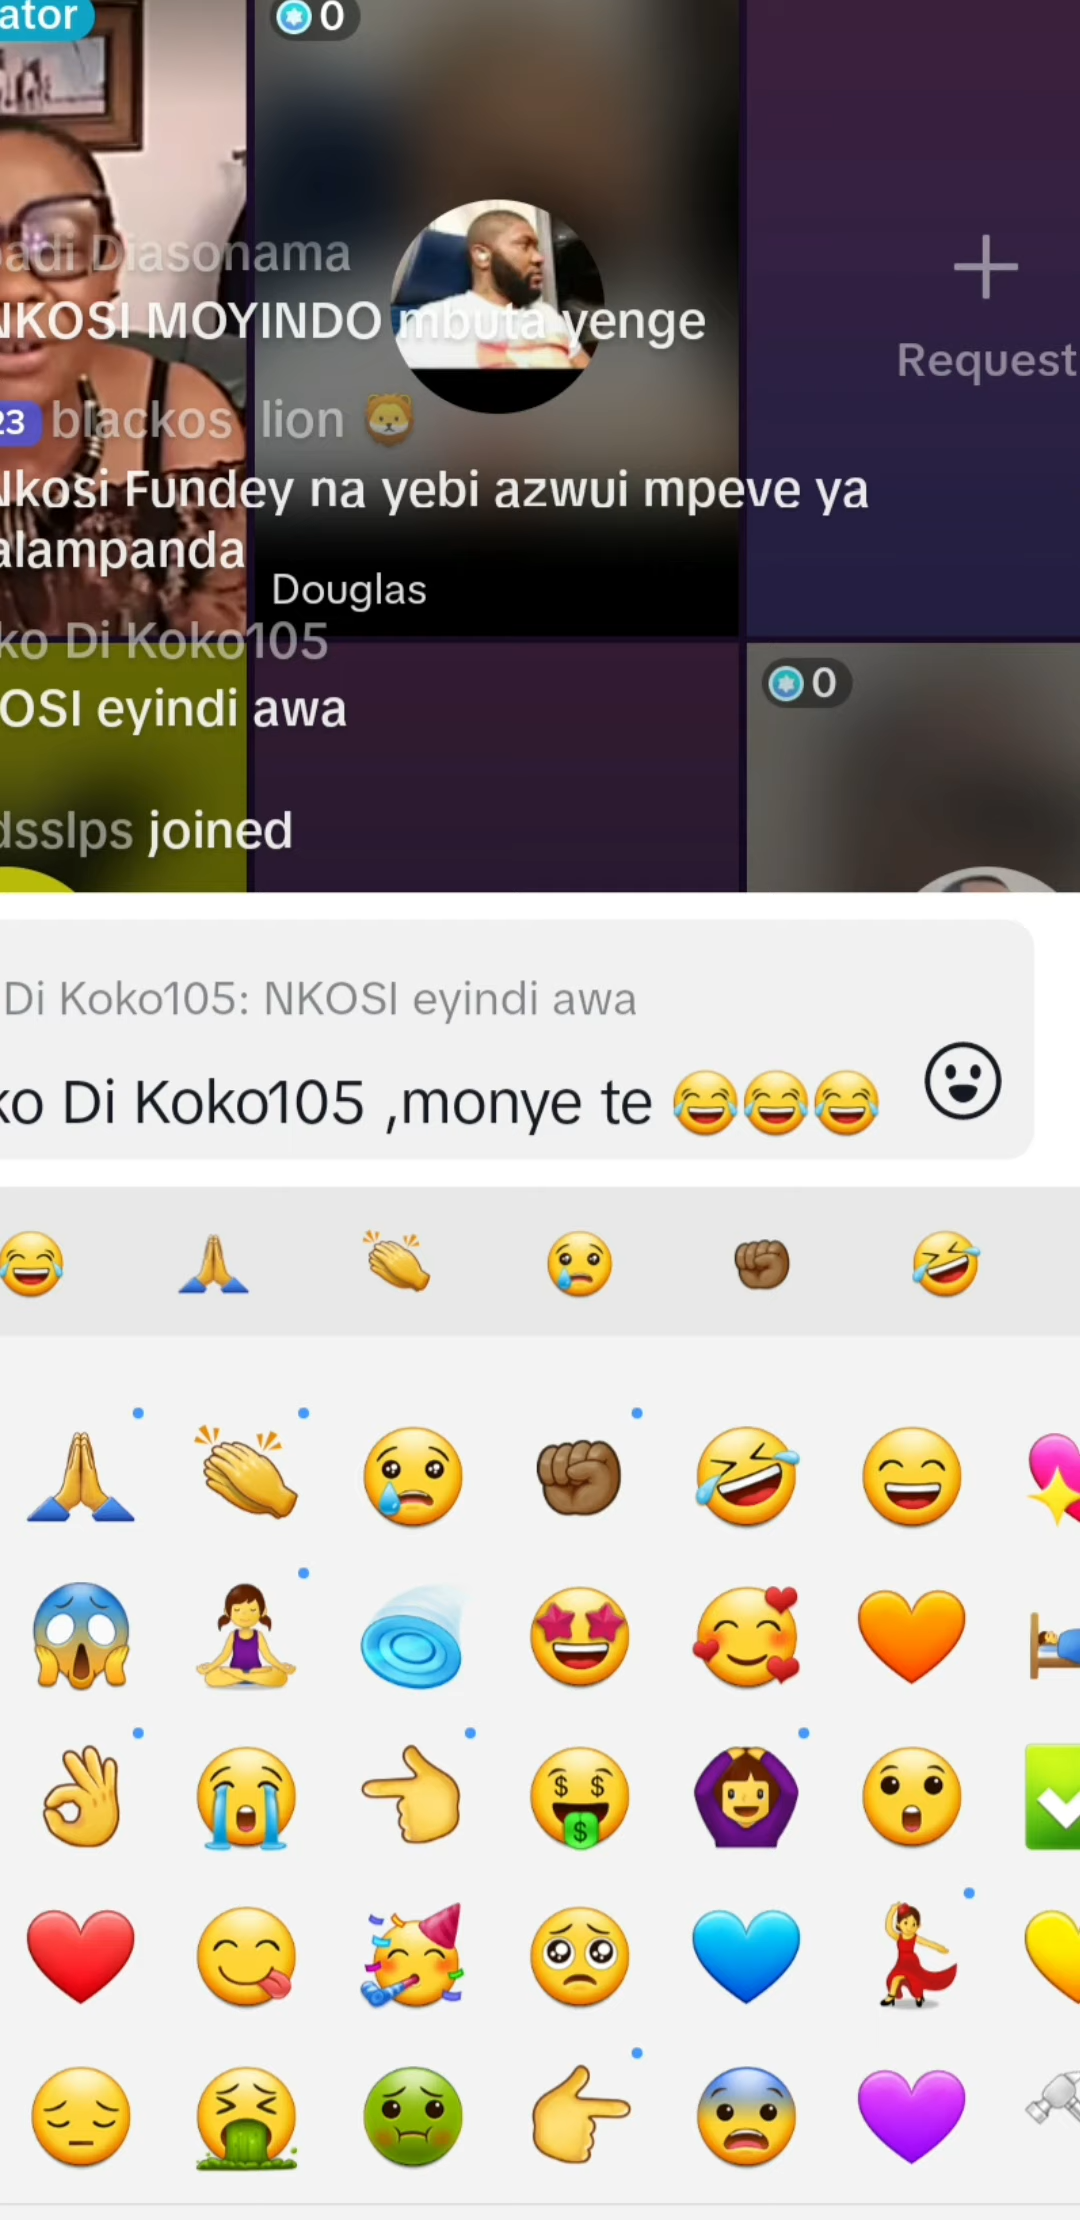 ator
0
adi Diasonama
NKOSI MOYINDO mbuta yenge
Request
23 blackos lion 🦁
Nkosi Fundey na yebi azwui mpeve ya
alampanda
Douglas
ko Di Koko105
OSI eyindi awa
0
dsslps joined
Di Koko105: NKOSI eyindi awa
ko Di Koko105 ,monye te 😂😂😂